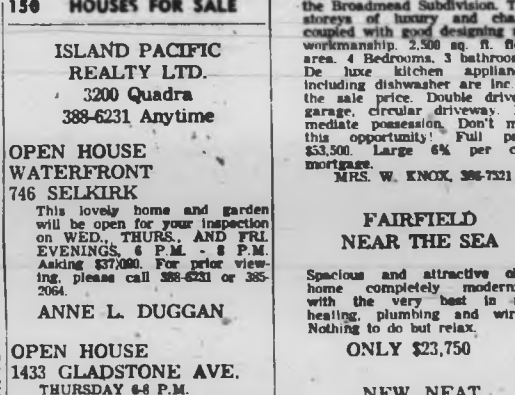 150 HOUSES FOR SALE
ISLAND PACIFIC
REALTY LTD.
3200 Quadra
388-6231 Anytime
OPEN HOUSE
WATERFRONT
746 SELKIRK
This lovely home and garden
will be open for your inspection
on WED., THURS., AND FRI.
EVENINGS, 6 P.M. - 8 P.M.
Asking $37,000. For prior view-
ing, please call 388-6231 or 385-
2064.
ANNE L. DUGGAN
OPEN HOUSE
1433 GLADSTONE AVE.
THURSDAY 6-8 P.M.
the Broadmead Subdivision.
storeys of luxury and
coupled with good designing
workmanship. 2,500 sq. ft.
area. 4 Bedrooms, 3
De luxe kitchen
including dishwasher are inc.
the sale price. Double
garage, circular driveway.
mediate possession. Don't
this opportunity! Full
$53,500. Large 6% per
mortgage.
MRS. W. KNOX, 386-7521
FAIRFIELD
NEAR THE SEA
Spacious and attractive
home completely
with the very best in
heating, plumbing and
Nothing to do but relax.
ONLY $23,750
NEW NEAT